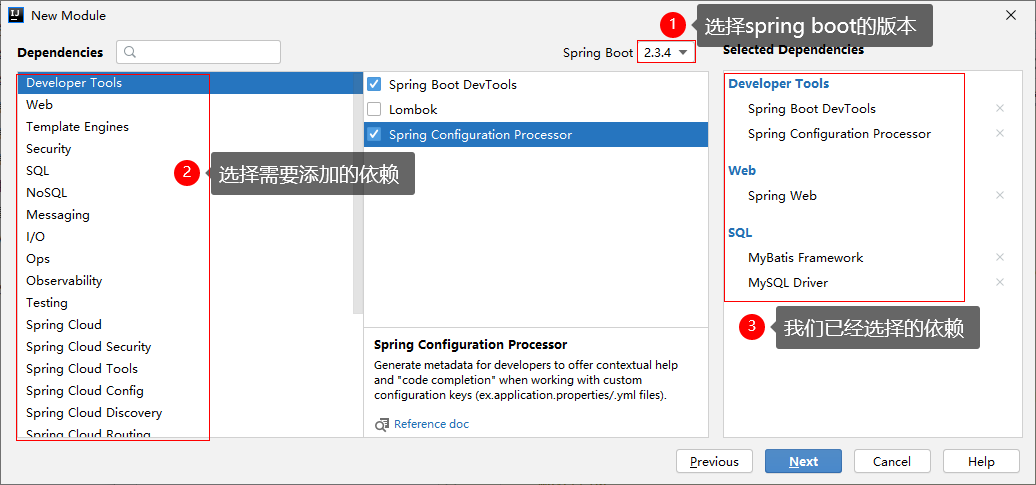 New Module
1
选择spring boot的版本
Dependencies
Spring Boot 2.3.4
Selected Dependencies
Developer Tools
Web
Template Engines
Security
SQL
NoSQL
Messaging
I/O
Ops
Observability
Testing
Spring Cloud
Spring Cloud Security
Spring Cloud Tools
Spring Cloud Config
Spring Cloud Discovery
Spring Cloud Routing
2
选择需要添加的依赖
Spring Boot DevTools
Lombok
Spring Configuration Processor
Spring Configuration Processor
Generate metadata for developers to offer contextual help
and "code completion" when working with custom
configuration keys (ex.application.properties/.yml files).
Reference doc
Developer Tools
Spring Boot DevTools
Spring Configuration Processor
Web
Spring Web
SQL
MyBatis Framework
MySQL Driver
3
我们已经选择的依赖
Previous
Next
Cancel
Help